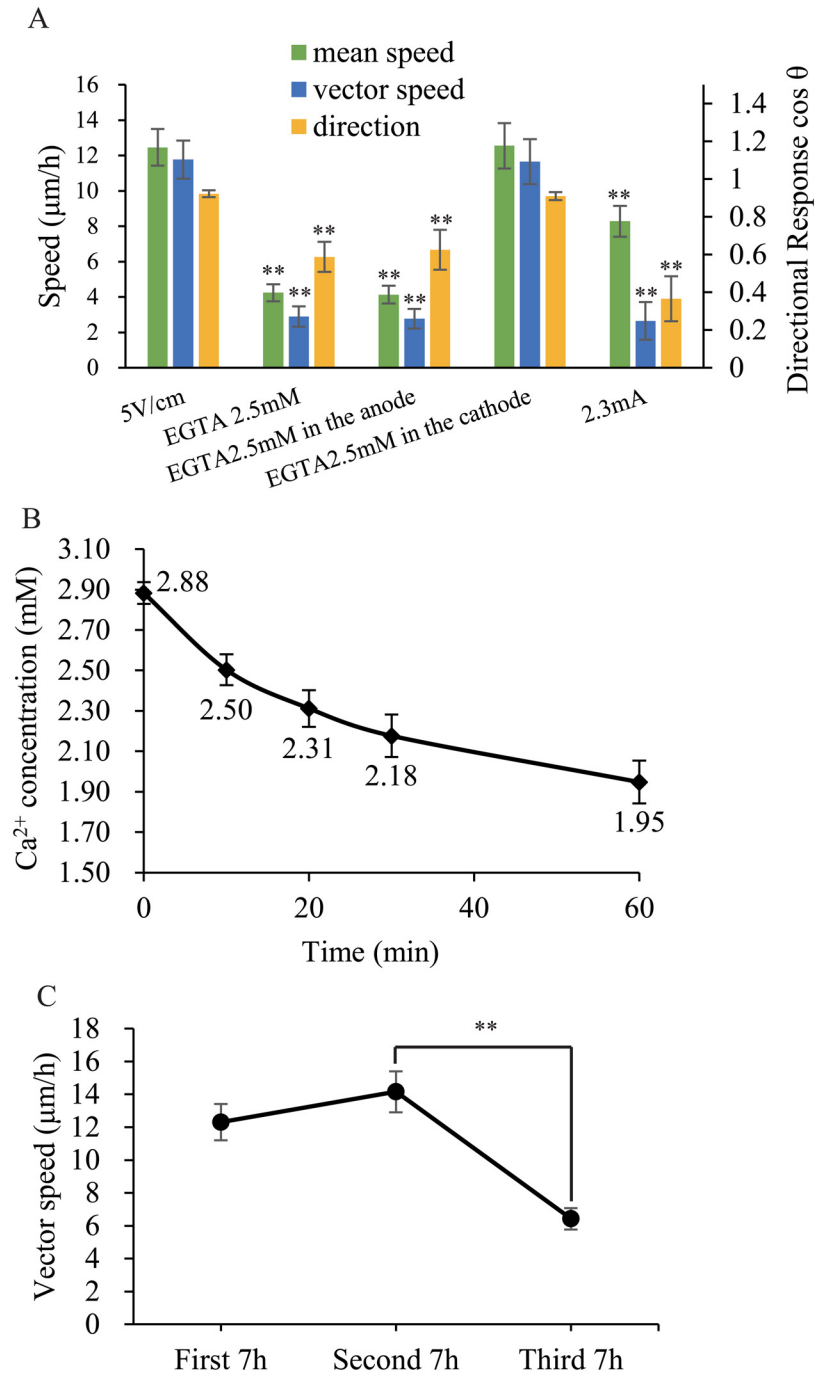 A
mean speed
vector speed
direction
Speed (μm/h)
16
14
12
10
8
6
4
2
0
Directional Response cos θ
1.4
1.2
1
0.8
0.6
0.4
0.2
0
**
**
**
**
**
**
**
**
**
5V/cm
EGTA 2.5mM
EGTA2.5mM in the anode
EGTA2.5mM in the cathode
2.3mA
B
Ca²⁺ concentration (mM)
3.10
2.90
2.70
2.50
2.30
2.10
1.90
1.70
1.50
2.88
2.50
2.31
2.18
1.95
0
20
40
60
Time (min)
C
Vector speed (μm/h)
18
16
14
12
10
8
6
4
2
0
**
First 7h
Second 7h
Third 7h